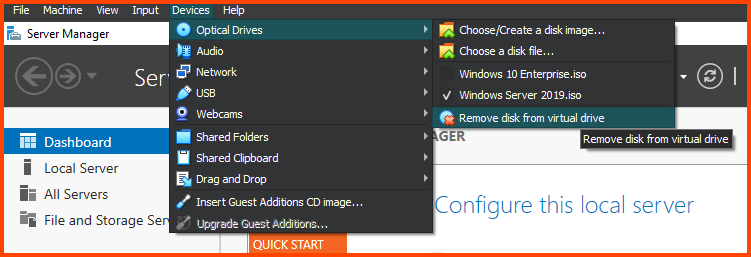 File Machine View Input Devices Help
Server Manager
Optical Drives
Audio
Network
USB
Webcams
Shared Folders
Shared Clipboard
Drag and Drop
Insert Guest Additions CD image...
Upgrade Guest Additions...
Choose/Create a disk image...
Choose a disk file...
Windows 10 Enterprise.iso
Windows Server 2019.iso
Remove disk from virtual drive
Remove disk from virtual drive
Dashboard
Local Server
All Servers
File and Storage Serv
Configure this local server
QUICK START